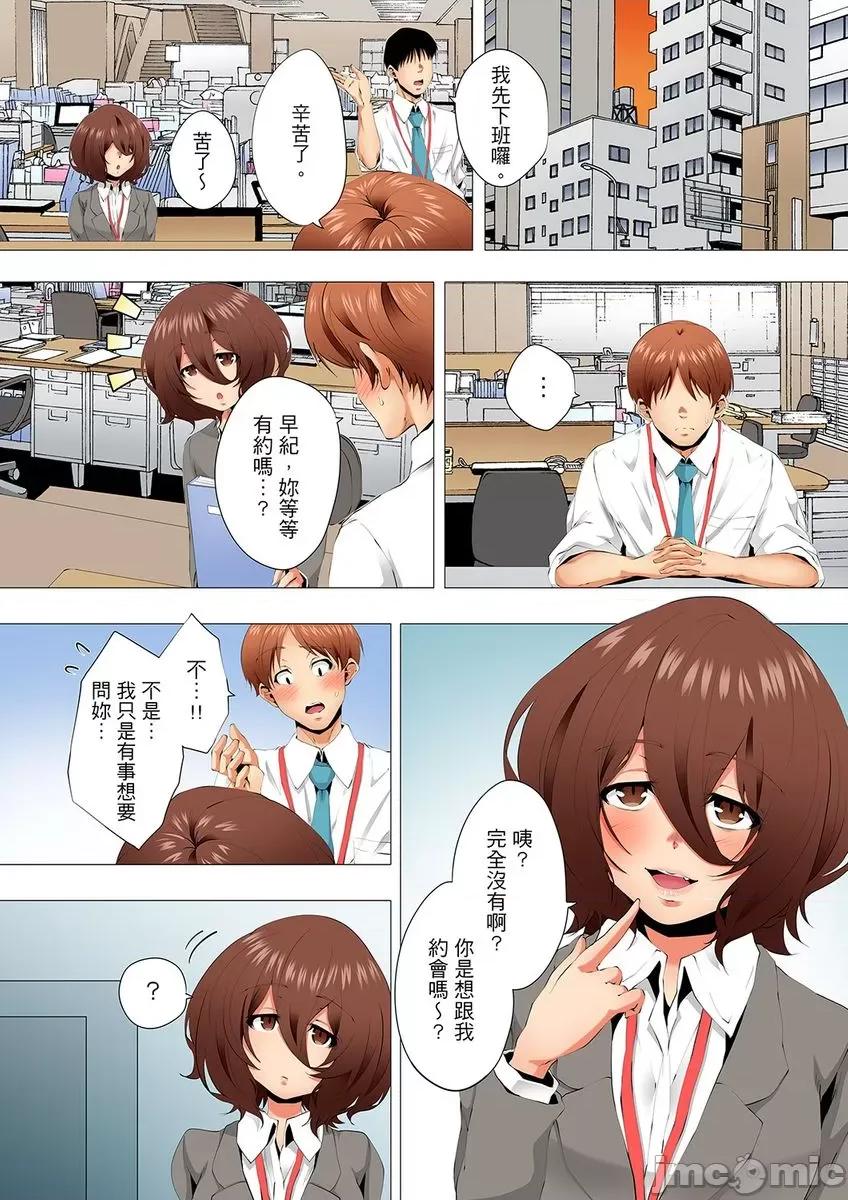 我先下班囉。
辛苦了。
苦了～
…
早紀，妳等等
有約嗎…？
咦？
完全沒有啊？
你是想跟我
約會嗎～？
不…!!
不是…
我只是有事想要
問妳…
？
jmcomic